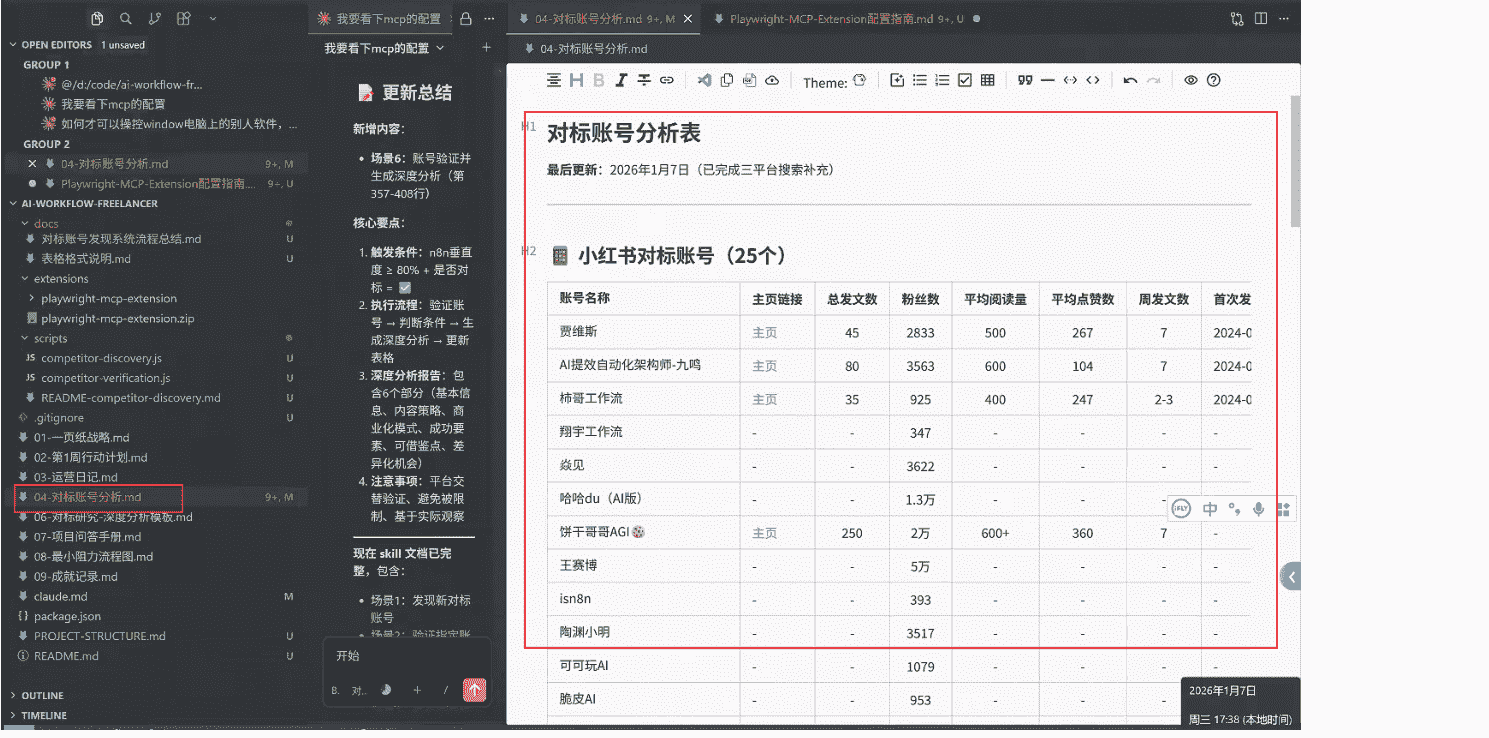 OPEN EDITORS 1 unsaved
GROUP 1
@/d:/code/ai-workflow-fr...
我要看下mcp的配置
如何才可以操控window电脑上的别人软件，...
GROUP 2
04-对标账号分析.md 9+, M
Playwright-MCP-Extension配置指南.... 9+, U
AI-WORKFLOW-FREELANCER
docs
对标账号发现系统流程总结.md U
表格格式说明.md U
extensions
playwright-mcp-extension
playwright-mcp-extension.zip
scripts
JS competitor-discovery.js U
JS competitor-verification.js U
README-competitor-discovery.md U
.gitignore U
01-一页纸战略.md
02-第1周行动计划.md
03-运营日记.md
04-对标账号分析.md 9+, M
06-对标研究-深度分析模板.md
07-项目问答手册.md
08-最小阻力流程图.md
09-成就记录.md
claude.md M
package.json
PROJECT-STRUCTURE.md U
README.md U
OUTLINE
TIMELINE
我要看下mcp的配置
我要看下mcp的配置
更新总结
新增内容：
场景6：账号验证并
生成深度分析（第
357-408行）
核心要点：
1. 触发条件：n8n垂直
度 ≥ 80% + 是否对
标 = ✅
2. 执行流程：验证账
号 → 判断条件 → 生
成深度分析 → 更新
表格
3. 深度分析报告：包
含6个部分（基本信
息、内容策略、商
业化模式、成功要
素、可借鉴点、差
异化机会）
4. 注意事项：平台交
替验证、避免被限
制、基于实际观察
现在 skill 文档已完
整，包含：
场景1：发现新对标
账号
场景2：验证指定账
开始
B. 对..
04-对标账号分析.md 9+, M
Playwright-MCP-Extension配置指南.md 9+, U
04-对标账号分析.md
Theme:
H1 对标账号分析表
最后更新：2026年1月7日（已完成三平台搜索补充）
H2 小红书对标账号（25个）
账号名称 主页链接 总发文数 粉丝数 平均阅读量 平均点赞数 周发文数 首次发
贾维斯 主页 45 2833 500 267 7 2024-0
AI提效自动化架构师-九鸣 主页 80 3563 600 104 7 2024-0
柿哥工作流 主页 35 925 400 247 2-3 2024-0
翔宇工作流 - - 347 - - - -
焱见 - - 3622 - - - -
哈哈du（AI版） - - 1.3万 - - -
饼干哥哥AGI 主页 250 2万 600+ 360 7 -
王赛博 - - 5万 - - - -
isn8n - - 393 - - - -
陶渊小明 - - 3517 - - - -
可可玩AI - - 1079 - - - -
脆皮AI - - 953 - - -
iFLY 中
2026年1月7日
周三 17:38 (本地时间)